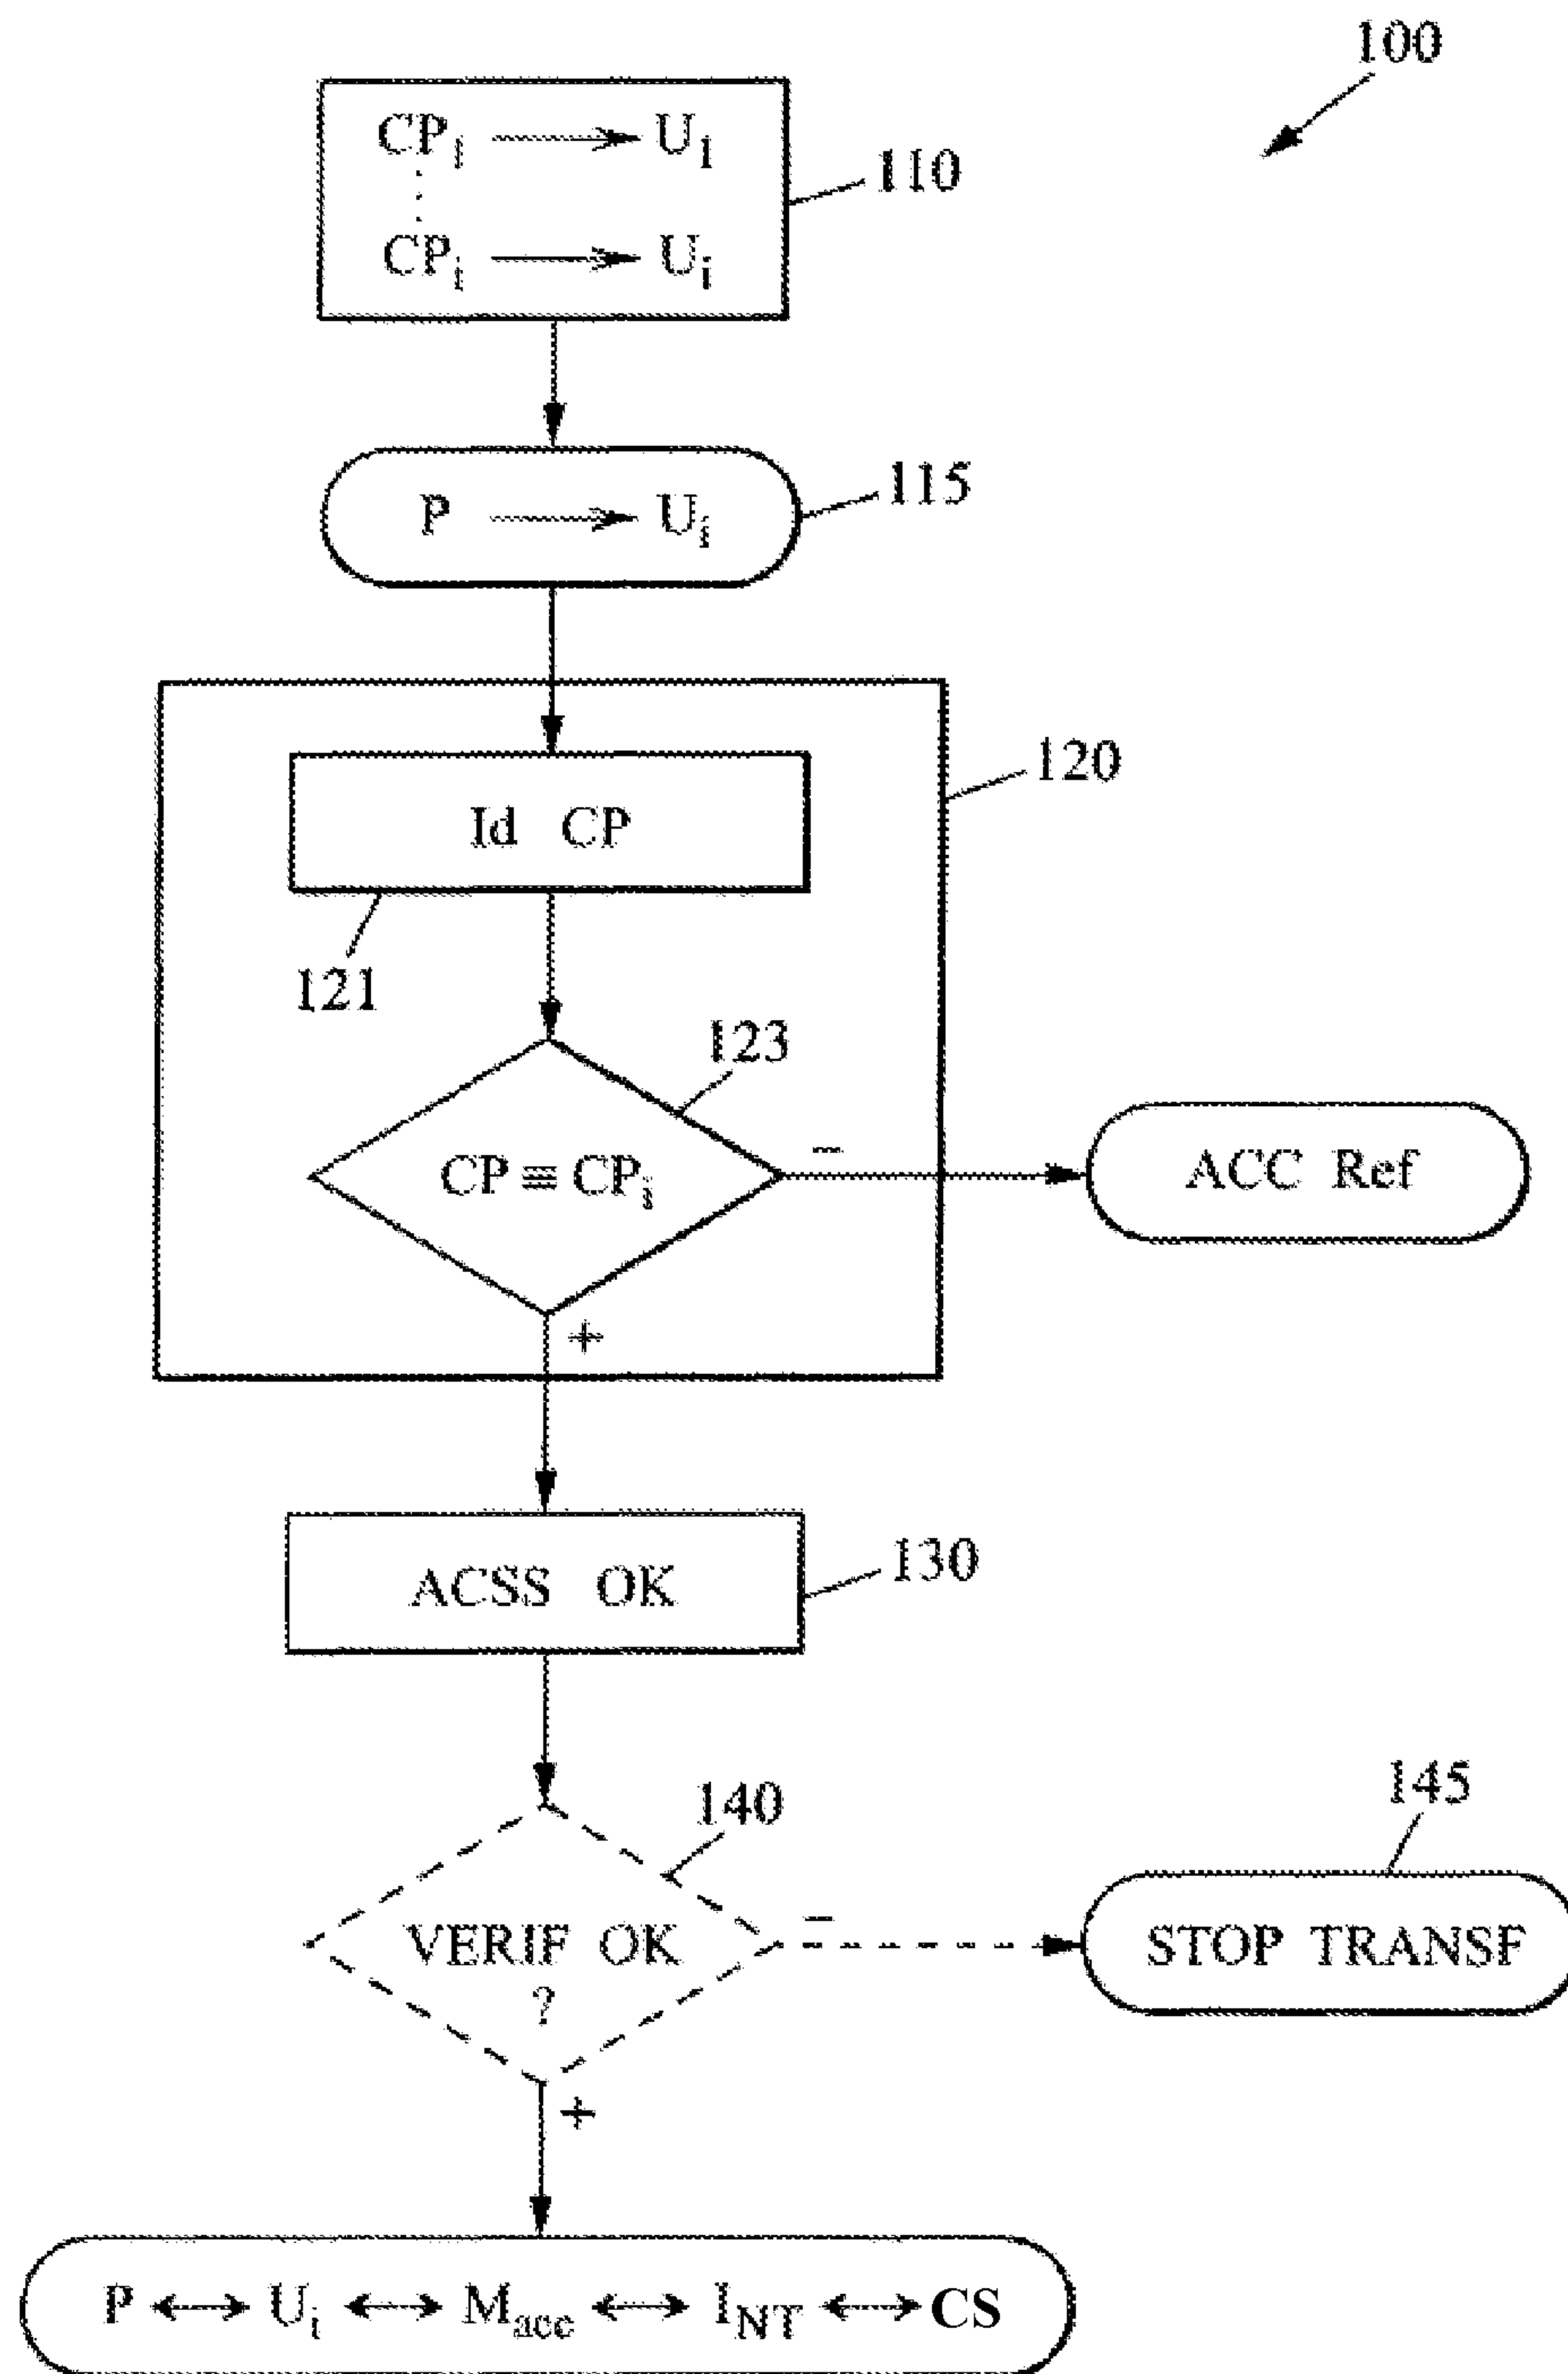 100
CP₁ → U₁
110
CPᵢ → Uᵢ
P → Uᵢ
115
120
Id CP
121
123
CP ≡ CPᵢ
−
ACC Ref
+
ACSS OK
130
140
145
VERIF OK
?
−
STOP TRANSF
+
P ↔ Uᵢ ↔ Mₐcc ↔ I_NT ↔ CS